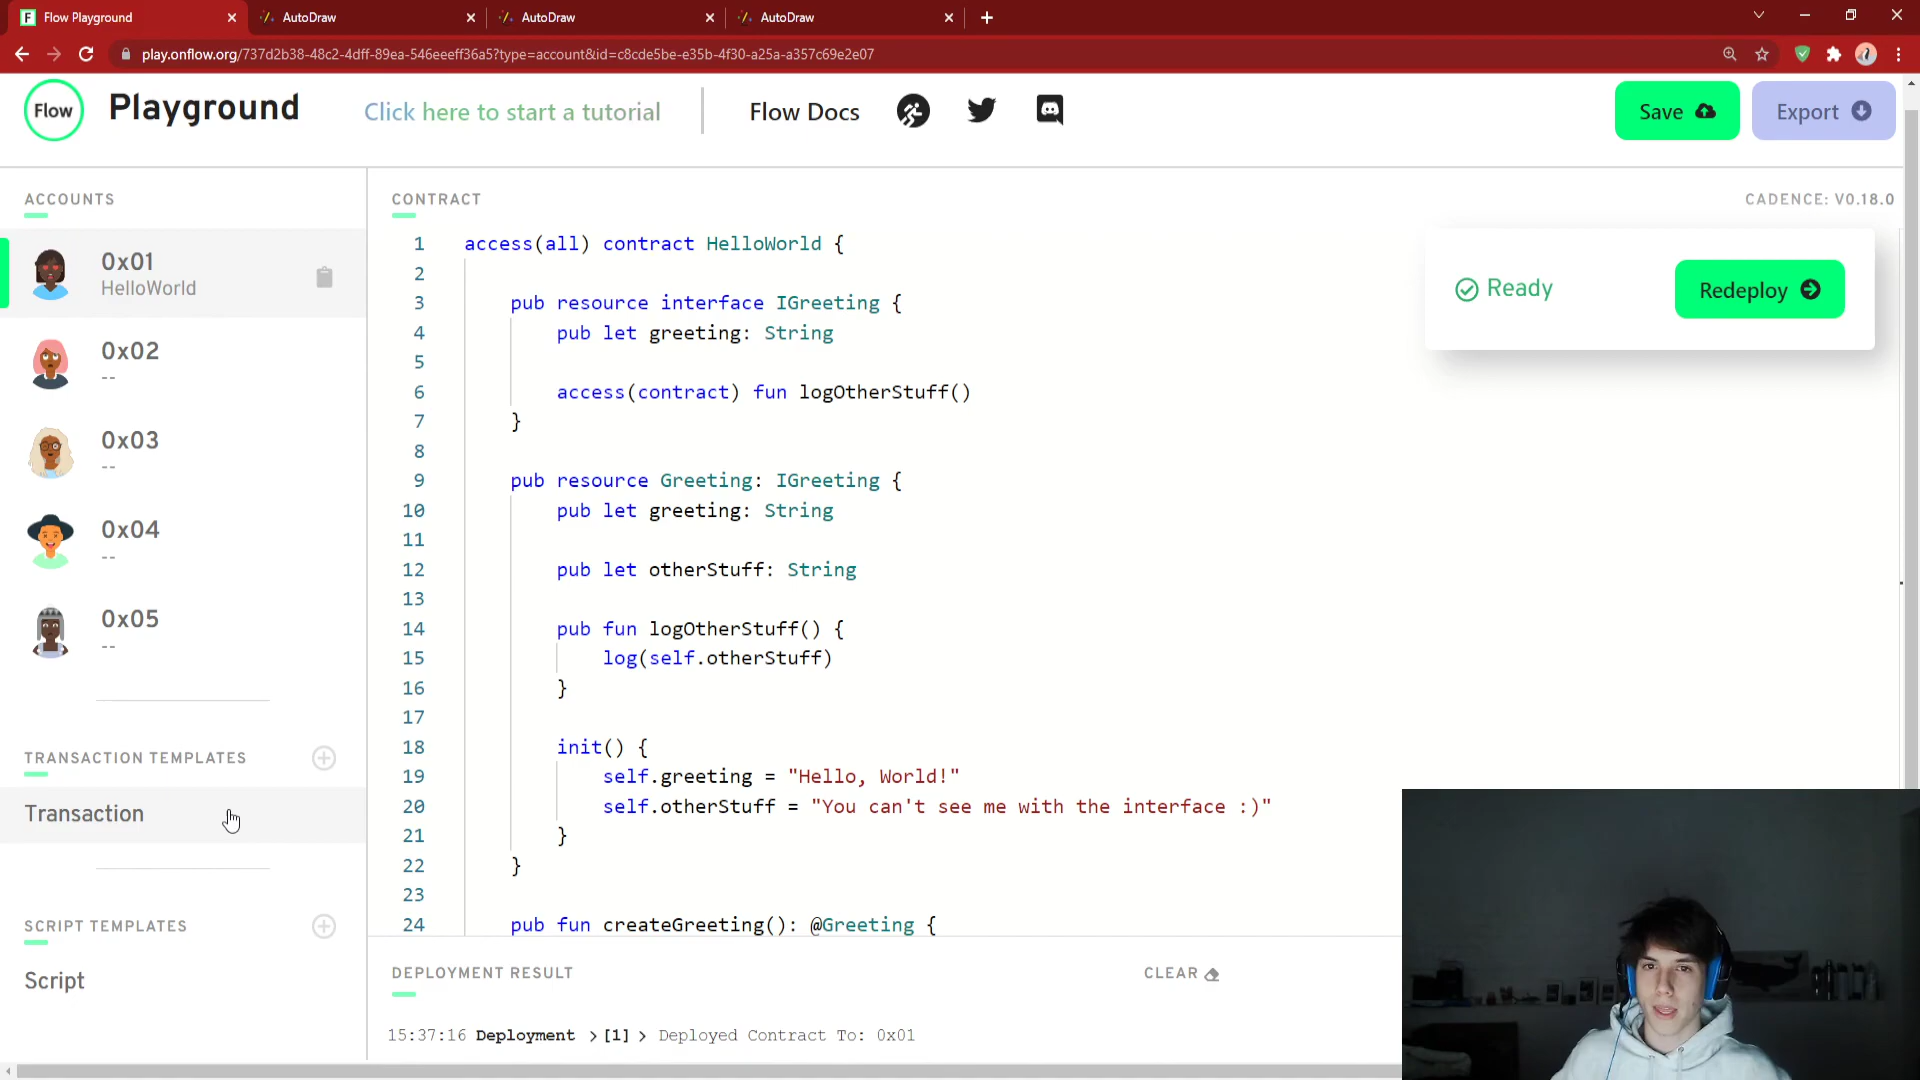 Flow Playground
AutoDraw
AutoDraw
AutoDraw
play.onflow.org/737d2b38-48c2-4dff-89ea-546eeeff36a5?type=account&id=c8cde5be-e35b-4f30-a25a-a357c69e2e07
Flow
Playground
Click here to start a tutorial
Flow Docs
Save
Export
ACCOUNTS
0x01
HelloWorld
0x02
--
0x03
--
0x04
--
0x05
--
TRANSACTION TEMPLATES
Transaction
SCRIPT TEMPLATES
Script
CONTRACT
CADENCE: V0.18.0
Ready
Redeploy
1 access(all) contract HelloWorld {
2
3 pub resource interface IGreeting {
4 pub let greeting: String
5
6 access(contract) fun logOtherStuff()
7 }
8
9 pub resource Greeting: IGreeting {
10 pub let greeting: String
11
12 pub let otherStuff: String
13
14 pub fun logOtherStuff() {
15 log(self.otherStuff)
16 }
17
18 init() {
19 self.greeting = "Hello, World!"
20 self.otherStuff = "You can't see me with the interface :)"
21 }
22 }
23
24 pub fun createGreeting(): @Greeting {
DEPLOYMENT RESULT
CLEAR
15:37:16 Deployment >[1] > Deployed Contract To: 0x01